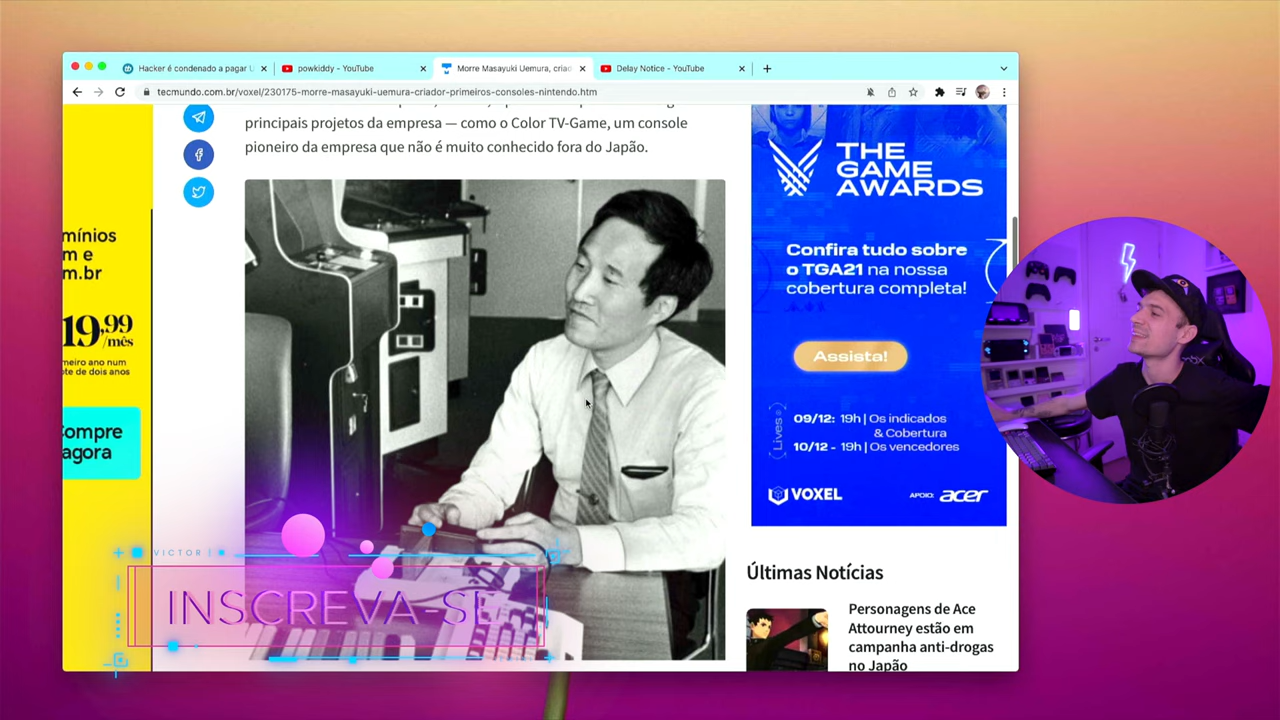 Hacker é condenado a pagar U
powkiddy - YouTube
Morre Masayuki Uemura, criad
Delay Notice - YouTube
tecmundo.com.br/voxel/230175-morre-masayuki-uemura-criador-primeiros-consoles-nintendo.htm
principais projetos da empresa — como o Color TV-Game, um console
pioneiro da empresa que não é muito conhecido fora do Japão.
mínios
m e
m.br
19,99
/mês
meiro ano num
ote de dois anos
Compre
agora
THE
GAME
AWARDS
Confira tudo sobre
o TGA21 na nossa
cobertura completa!
Assista!
Lives
09/12: 19h | Os indicados
& Cobertura
10/12 - 19h | Os vencedores
VOXEL
APOIO: acer
VICTOR |
INSCREVA-SE
Últimas Notícias
Personagens de Ace
Attourney estão em
campanha anti-drogas
no Japão